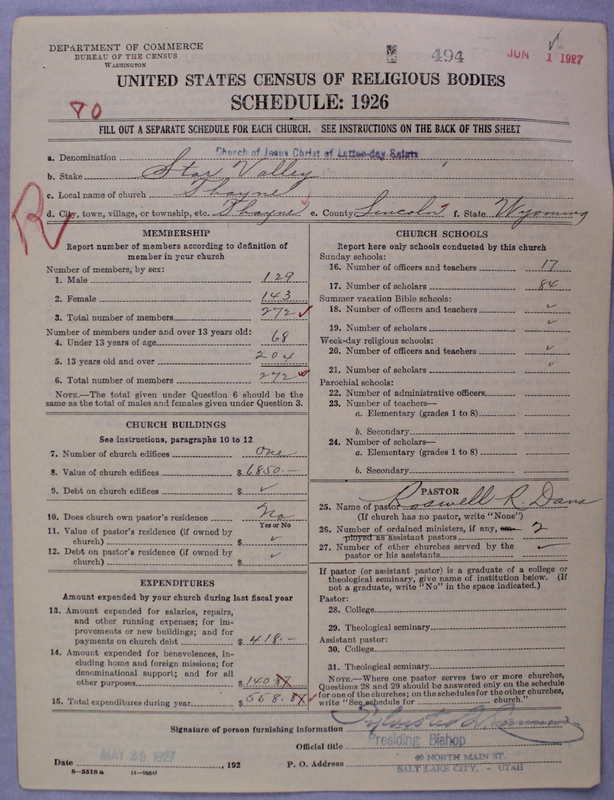 DEPARTMENT OF COMMERCE
BUREAU OF THE CENSUS
WASHINGTON
494
JUN 1 1927
UNITED STATES CENSUS OF RELIGIOUS BODIES
SCHEDULE: 1926
80
FILL OUT A SEPARATE SCHEDULE FOR EACH CHURCH. SEE INSTRUCTIONS ON THE BACK OF THIS SHEET
a. Denomination Church of Jesus Christ of Latter-day Saints
b. Stake Star Valley
c. Local name of church Thayne
R
d. City, town, village, or township, etc. Thayne e. County Lincoln f. State Wyoming
MEMBERSHIP
Report number of members according to definition of member in your church
Number of members, by sex:
1. Male 129
2. Female 143
3. Total number of members 272
Number of members under and over 13 years old:
4. Under 13 years of age 68
5. 13 years old and over 204
6. Total number of members 272
NOTE.—The total given under Question 6 should be the same as the total of males and females given under Question 3.
CHURCH BUILDINGS
See instructions, paragraphs 10 to 12
7. Number of church edifices One
8. Value of church edifices $ 6850.—
9. Debt on church edifices $ ✓
10. Does church own pastor's residence No
Yes or No
11. Value of pastor's residence (if owned by church) $ ✓
12. Debt on pastor's residence (if owned by church) $ ✓
EXPENDITURES
Amount expended by your church during last fiscal year
13. Amount expended for salaries, repairs, and other running expenses; for improvements or new buildings; and for payments on church debt $ 418.—
14. Amount expended for benevolences, including home and foreign missions; for denominational support; and for all other purposes $ 140.87
15. Total expenditures during year $ 558.87
CHURCH SCHOOLS
Report here only schools conducted by this church
Sunday schools:
16. Number of officers and teachers 17
17. Number of scholars 84
Summer vacation Bible schools:
18. Number of officers and teachers ✓
19. Number of scholars ✓
Week-day religious schools:
20. Number of officers and teachers ✓
21. Number of scholars ✓
Parochial schools:
22. Number of administrative officers
23. Number of teachers—
a. Elementary (grades 1 to 8)
b. Secondary
24. Number of scholars—
a. Elementary (grades 1 to 8)
b. Secondary
PASTOR
25. Name of pastor Roswell R. Dana
(If church has no pastor, write "None")
26. Number of ordained ministers, if any, employed as assistant pastors 2
27. Number of other churches served by the pastor or his assistants ✓
If pastor (or assistant pastor) is a graduate of a college or theological seminary, give name of institution below. (If not a graduate, write "No" in the space indicated.)
Pastor:
28. College
29. Theological seminary
Assistant pastor:
30. College
31. Theological seminary
NOTE.—Where one pastor serves two or more churches, Questions 28 and 29 should be answered only on the schedule for one of the churches; on the schedules for the other churches, write "See schedule for church."
Signature of person furnishing information Sylvester Q. Cannon
Official title Presiding Bishop
Date MAY 25 1927, 192 P. O. Address 40 NORTH MAIN ST.
SALT LAKE CITY, - UTAH
8—5518 a